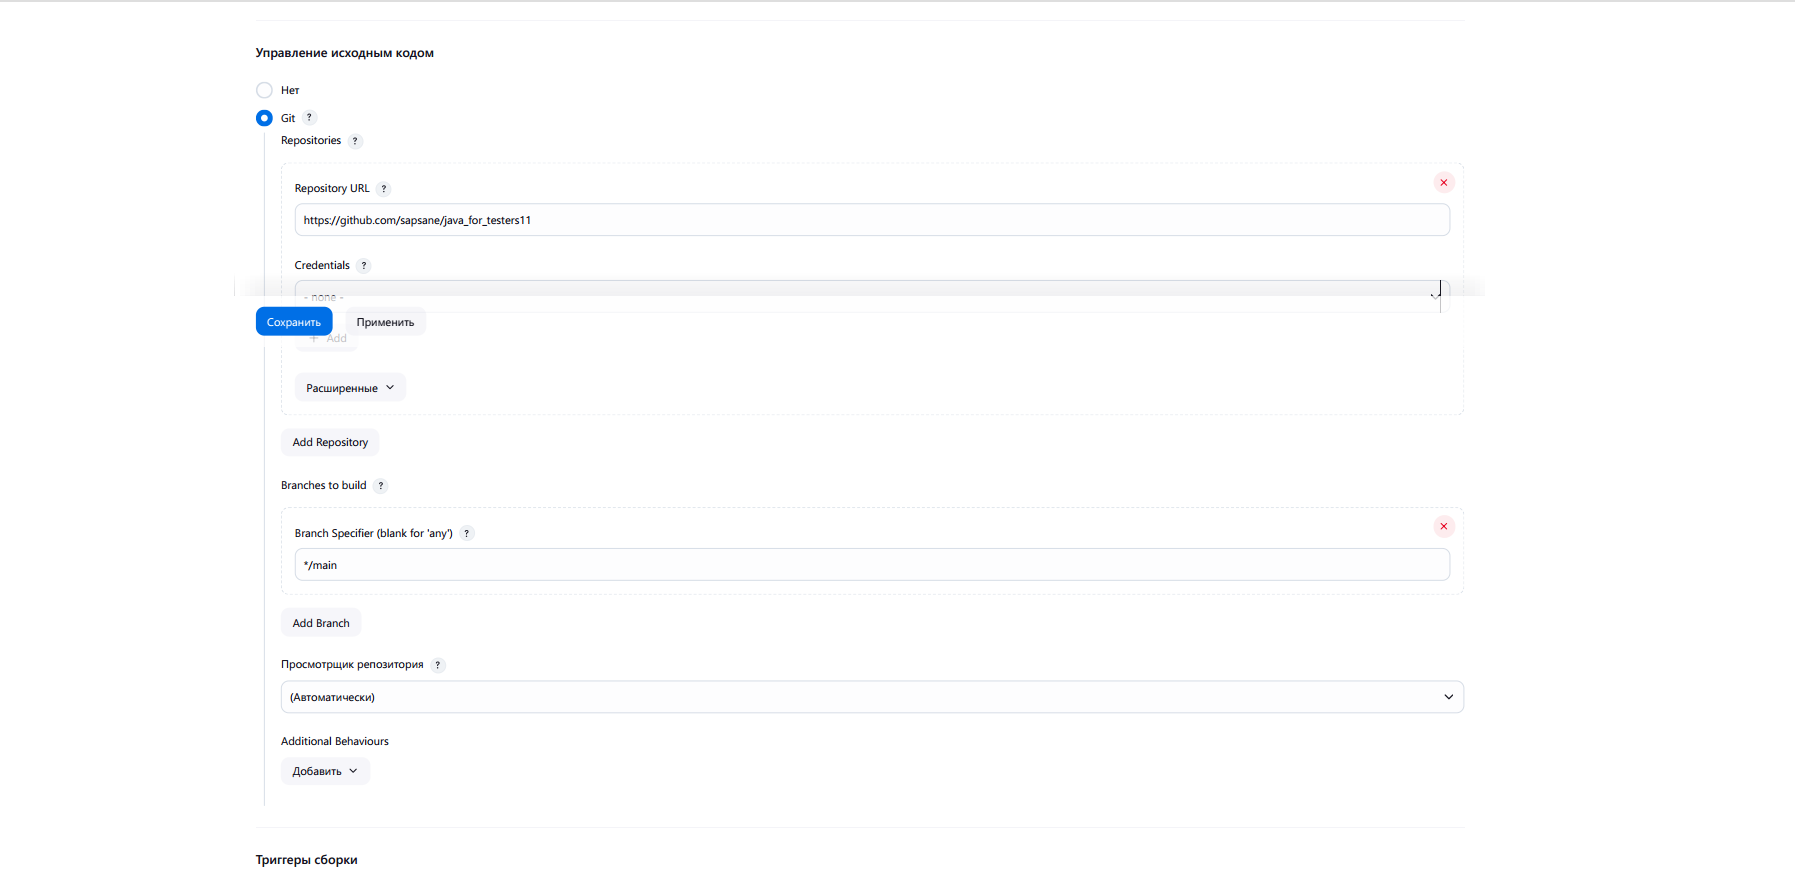 Управление исходным кодом
Нет
Git ?
Repositories ?
Repository URL ?
https://github.com/sapsane/java_for_testers11
Credentials ?
- none -
Сохранить
Применить
+ Add
Расширенные
Add Repository
Branches to build ?
Branch Specifier (blank for 'any') ?
*/main
Add Branch
Просмотрщик репозитория ?
(Автоматически)
Additional Behaviours
Добавить
Триггеры сборки